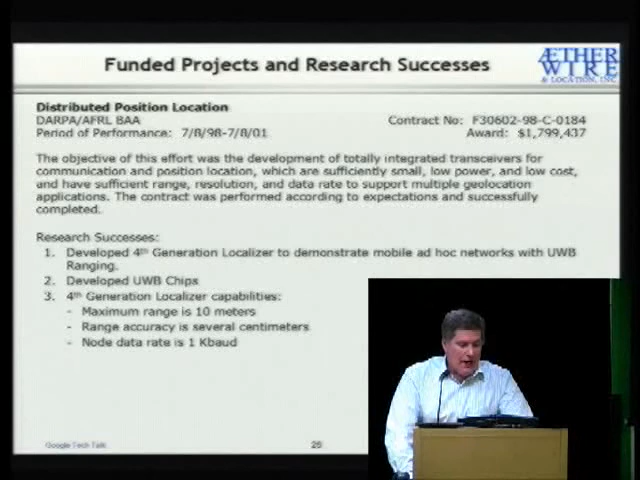 Funded Projects and Research Successes
ÆTHER
WIRE
& LOCATION, INC
Distributed Position Location
DARPA/AFRL BAA
Contract No: F30602-98-C-0184
Period of Performance: 7/8/98-7/8/01
Award: $1,799,437
The objective of this effort was the development of totally integrated transceivers for
communication and position location, which are sufficiently small, low power, and low cost,
and have sufficient range, resolution, and data rate to support multiple geolocation
applications. The contract was performed according to expectations and successfully
completed.
Research Successes:
1. Developed 4th Generation Localizer to demonstrate mobile ad hoc networks with UWB
Ranging.
2. Developed UWB Chips
3. 4th Generation Localizer capabilities:
- Maximum range is 10 meters
- Range accuracy is several centimeters
- Node data rate is 1 Kbaud
Google Tech Talk
26